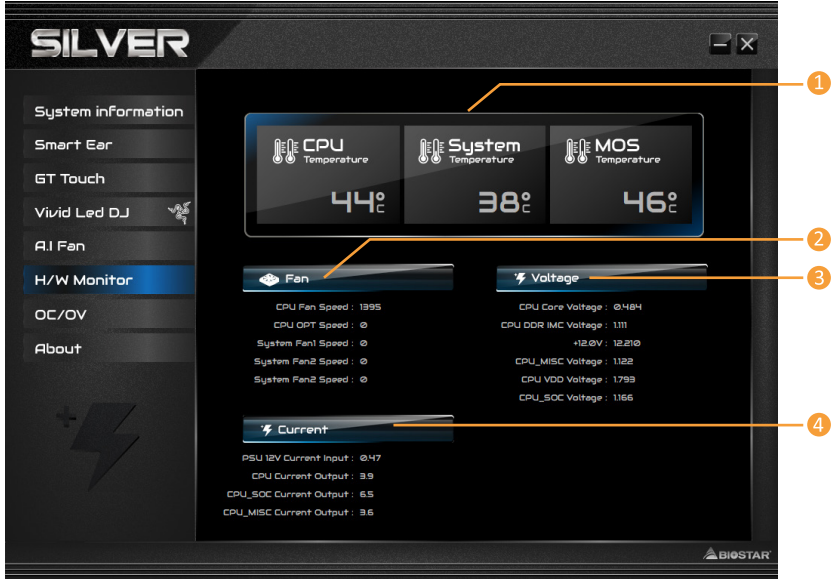 SILVER
1
System information
Smart Ear
GT Touch
Vivid Led DJ
A.I Fan
H/W Monitor
OC/OV
About
CPU
Temperature
44°C
System
Temperature
38°C
MOS
Temperature
46°C
2
Fan
CPU Fan Speed : 1395
CPU OPT Speed : 0
System Fan1 Speed : 0
System Fan2 Speed : 0
System Fan2 Speed : 0
3
Voltage
CPU Core Voltage : 0.484
CPU DDR IMC Voltage : 1.111
+12.0V : 12.210
CPU_MISC Voltage : 1.122
CPU VDD Voltage : 1.793
CPU_SOC Voltage : 1.166
4
Current
PSU 12V Current Input : 0.47
CPU Current Output : 3.9
CPU_SOC Current Output : 6.5
CPU_MISC Current Output : 3.6
BIOSTAR